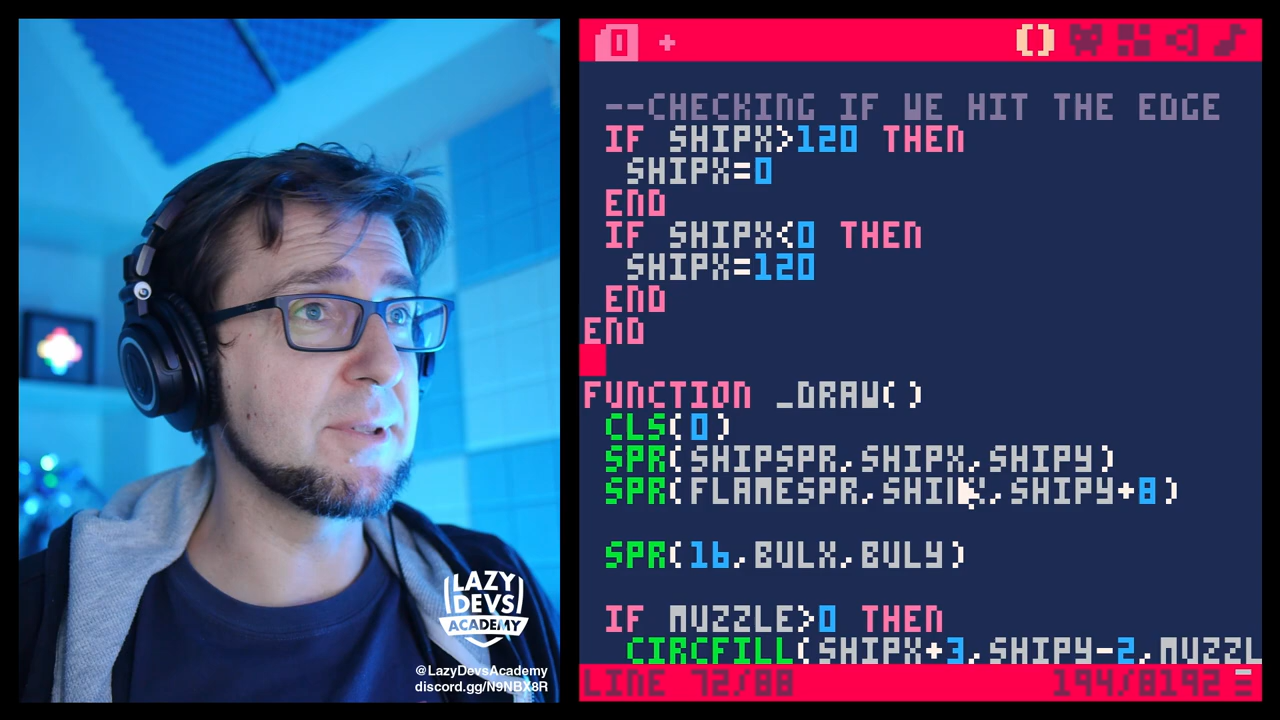 0 +
--CHECKING IF WE HIT THE EDGE
IF SHIPX>120 THEN
SHIPX=0
END
IF SHIPX<0 THEN
SHIPX=120
END
END
FUNCTION _DRAW()
CLS(0)
SPR(SHIPSPR,SHIPX,SHIPY)
SPR(FLAMESPR,SHIPX,SHIPY+8)
SPR(16,BULX,BULY)
IF MUZZLE>0 THEN
CIRCFILL(SHIPX+3,SHIPY-2,MUZZL
LINE 72/88 194/8192
LAZY
DEVS
ACADEMY
@LazyDevsAcademy
discord.gg/N9NBX8R